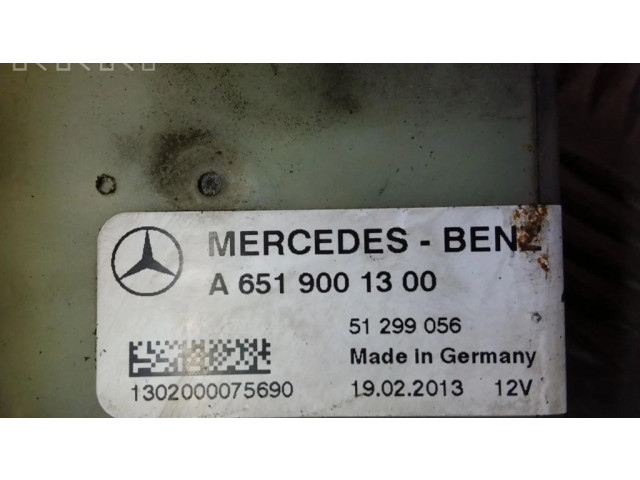 MERCEDES - BENZ
A 651 900 13 00
51 299 056
Made in Germany
1302000075690 19.02.2013 12V